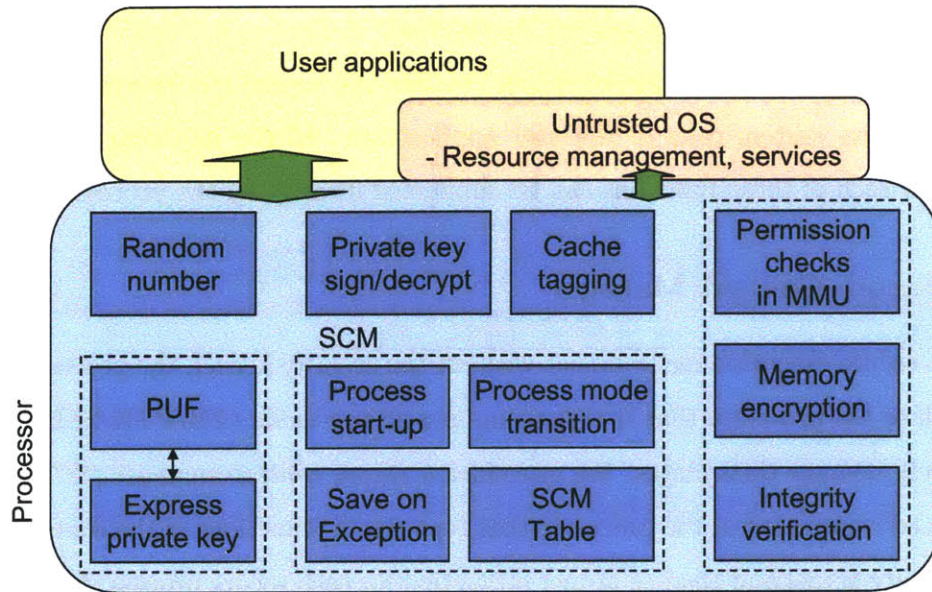 User applications
Untrusted OS
- Resource management, services
Random
number
Private key
sign/decrypt
Cache
tagging
Permission
checks
in MMU
SCM
PUF
Express
private key
Process
start-up
Process mode
transition
Save on
Exception
SCM
Table
Memory
encryption
Integrity
verification
Processor